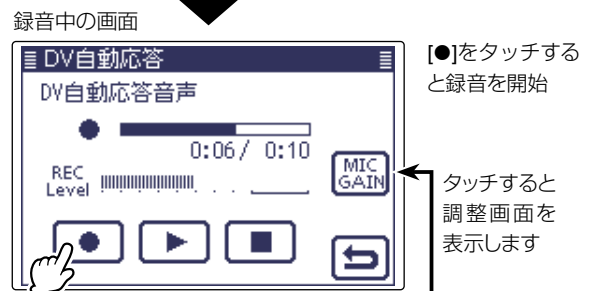 録音中の画面
DV自動応答
DV自動応答音声
0:06/ 0:10
REC
Level
MIC
GAIN
[●]をタッチする
と録音を開始
タッチすると
調整画面を
表示します